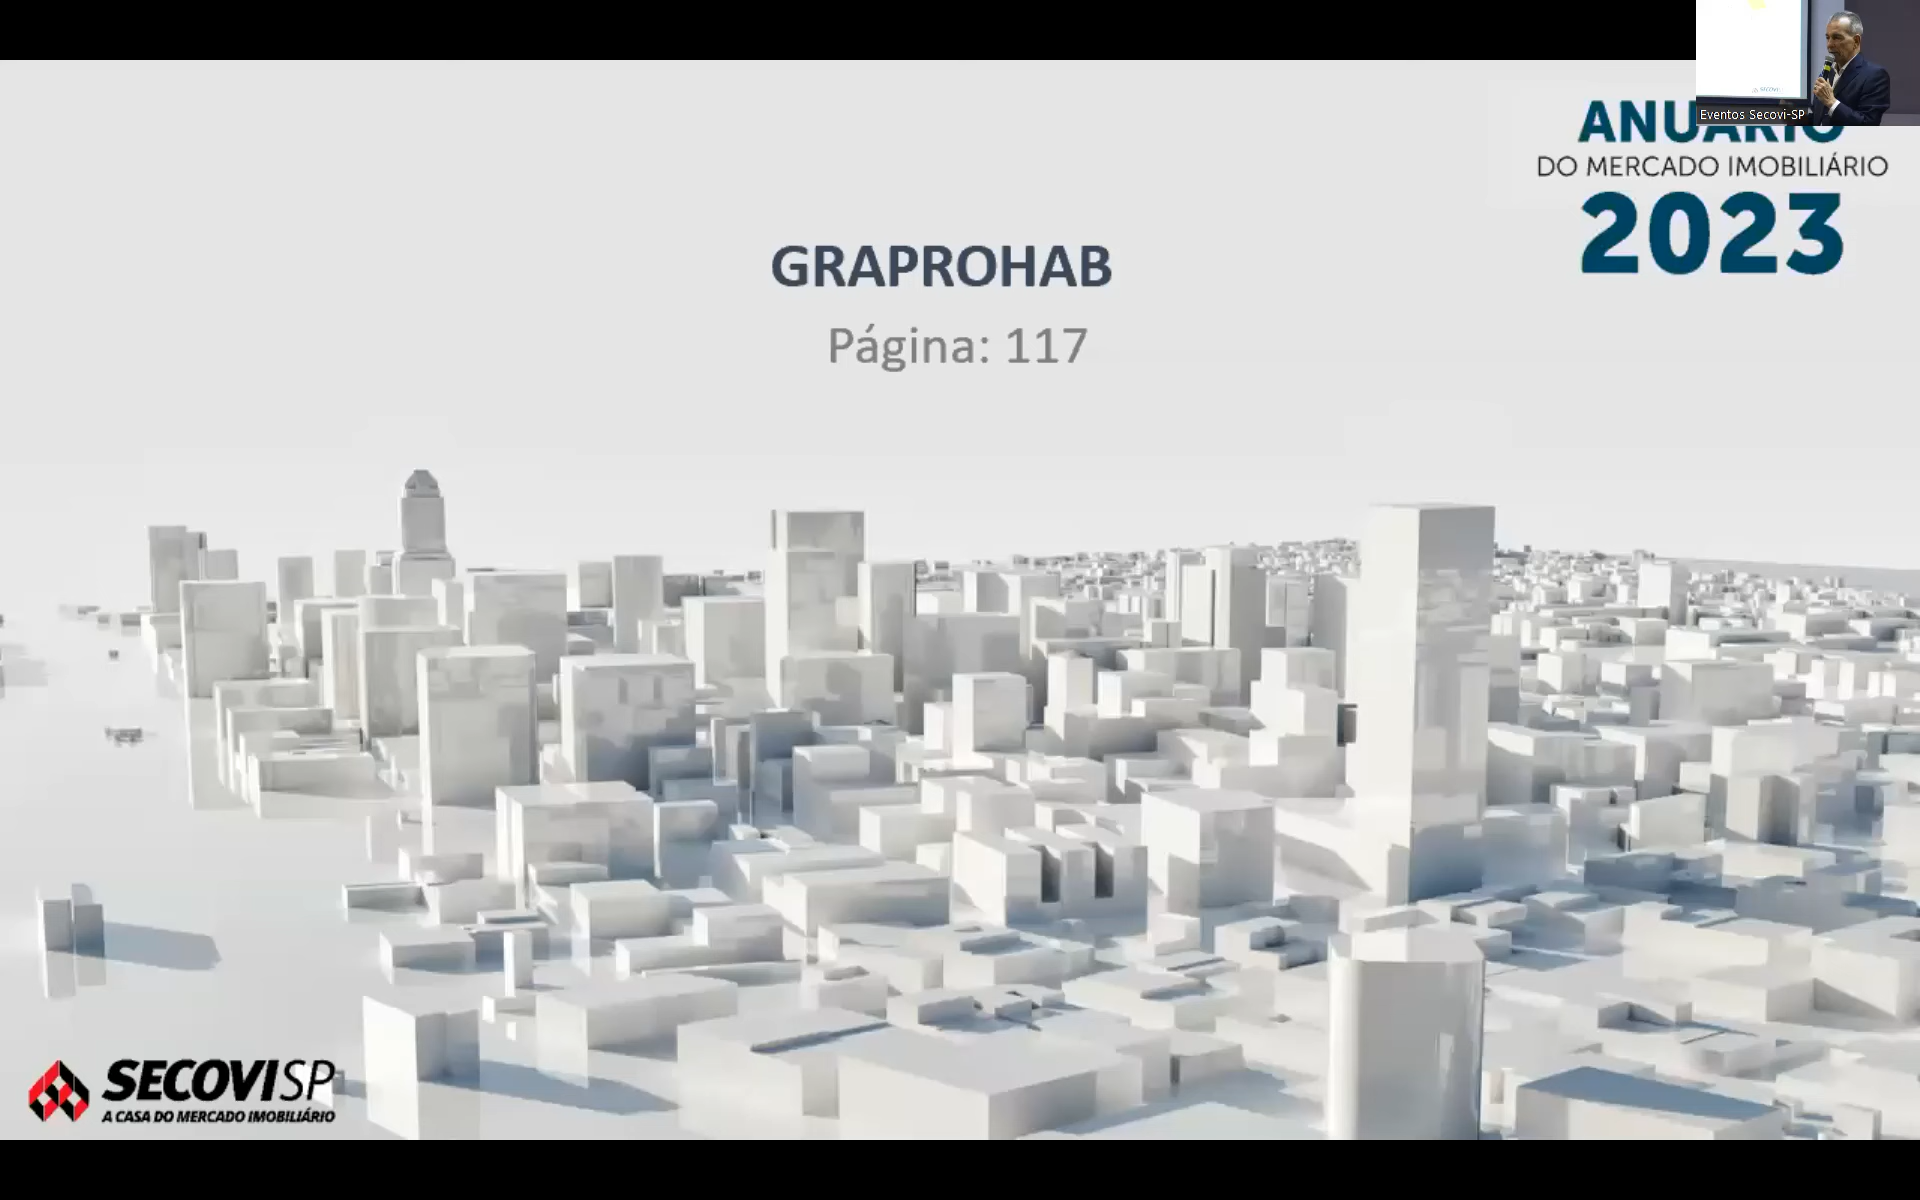 Eventos Secovi-SP
ANUÁRIO
DO MERCADO IMOBILIÁRIO
2023
GRAPROHAB
Página: 117
SECOVISP
A CASA DO MERCADO IMOBILIÁRIO